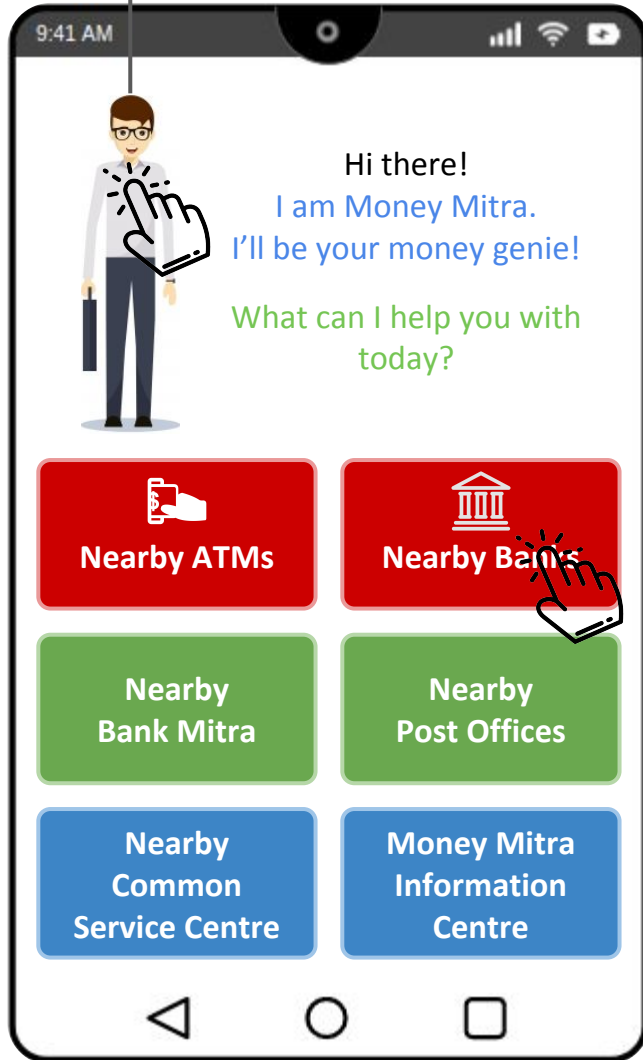 9:41 AM
Hi there!
I am Money Mitra.
I’ll be your money genie!
What can I help you with
today?
$
Nearby ATMs
Nearby Banks
Nearby
Bank Mitra
Nearby
Post Offices
Nearby
Common
Service Centre
Money Mitra
Information
Centre